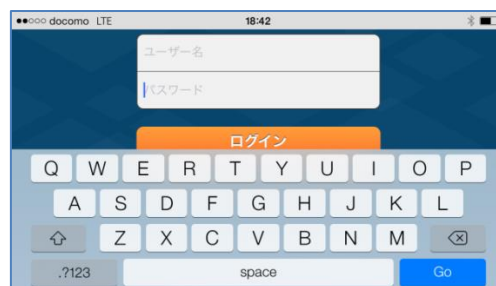 docomo LTE 18:42
ユーザー名
パスワード
ログイン
Q W E R T Y U I O P
A S D F G H J K L
Z X C V B N M
.?123 space Go